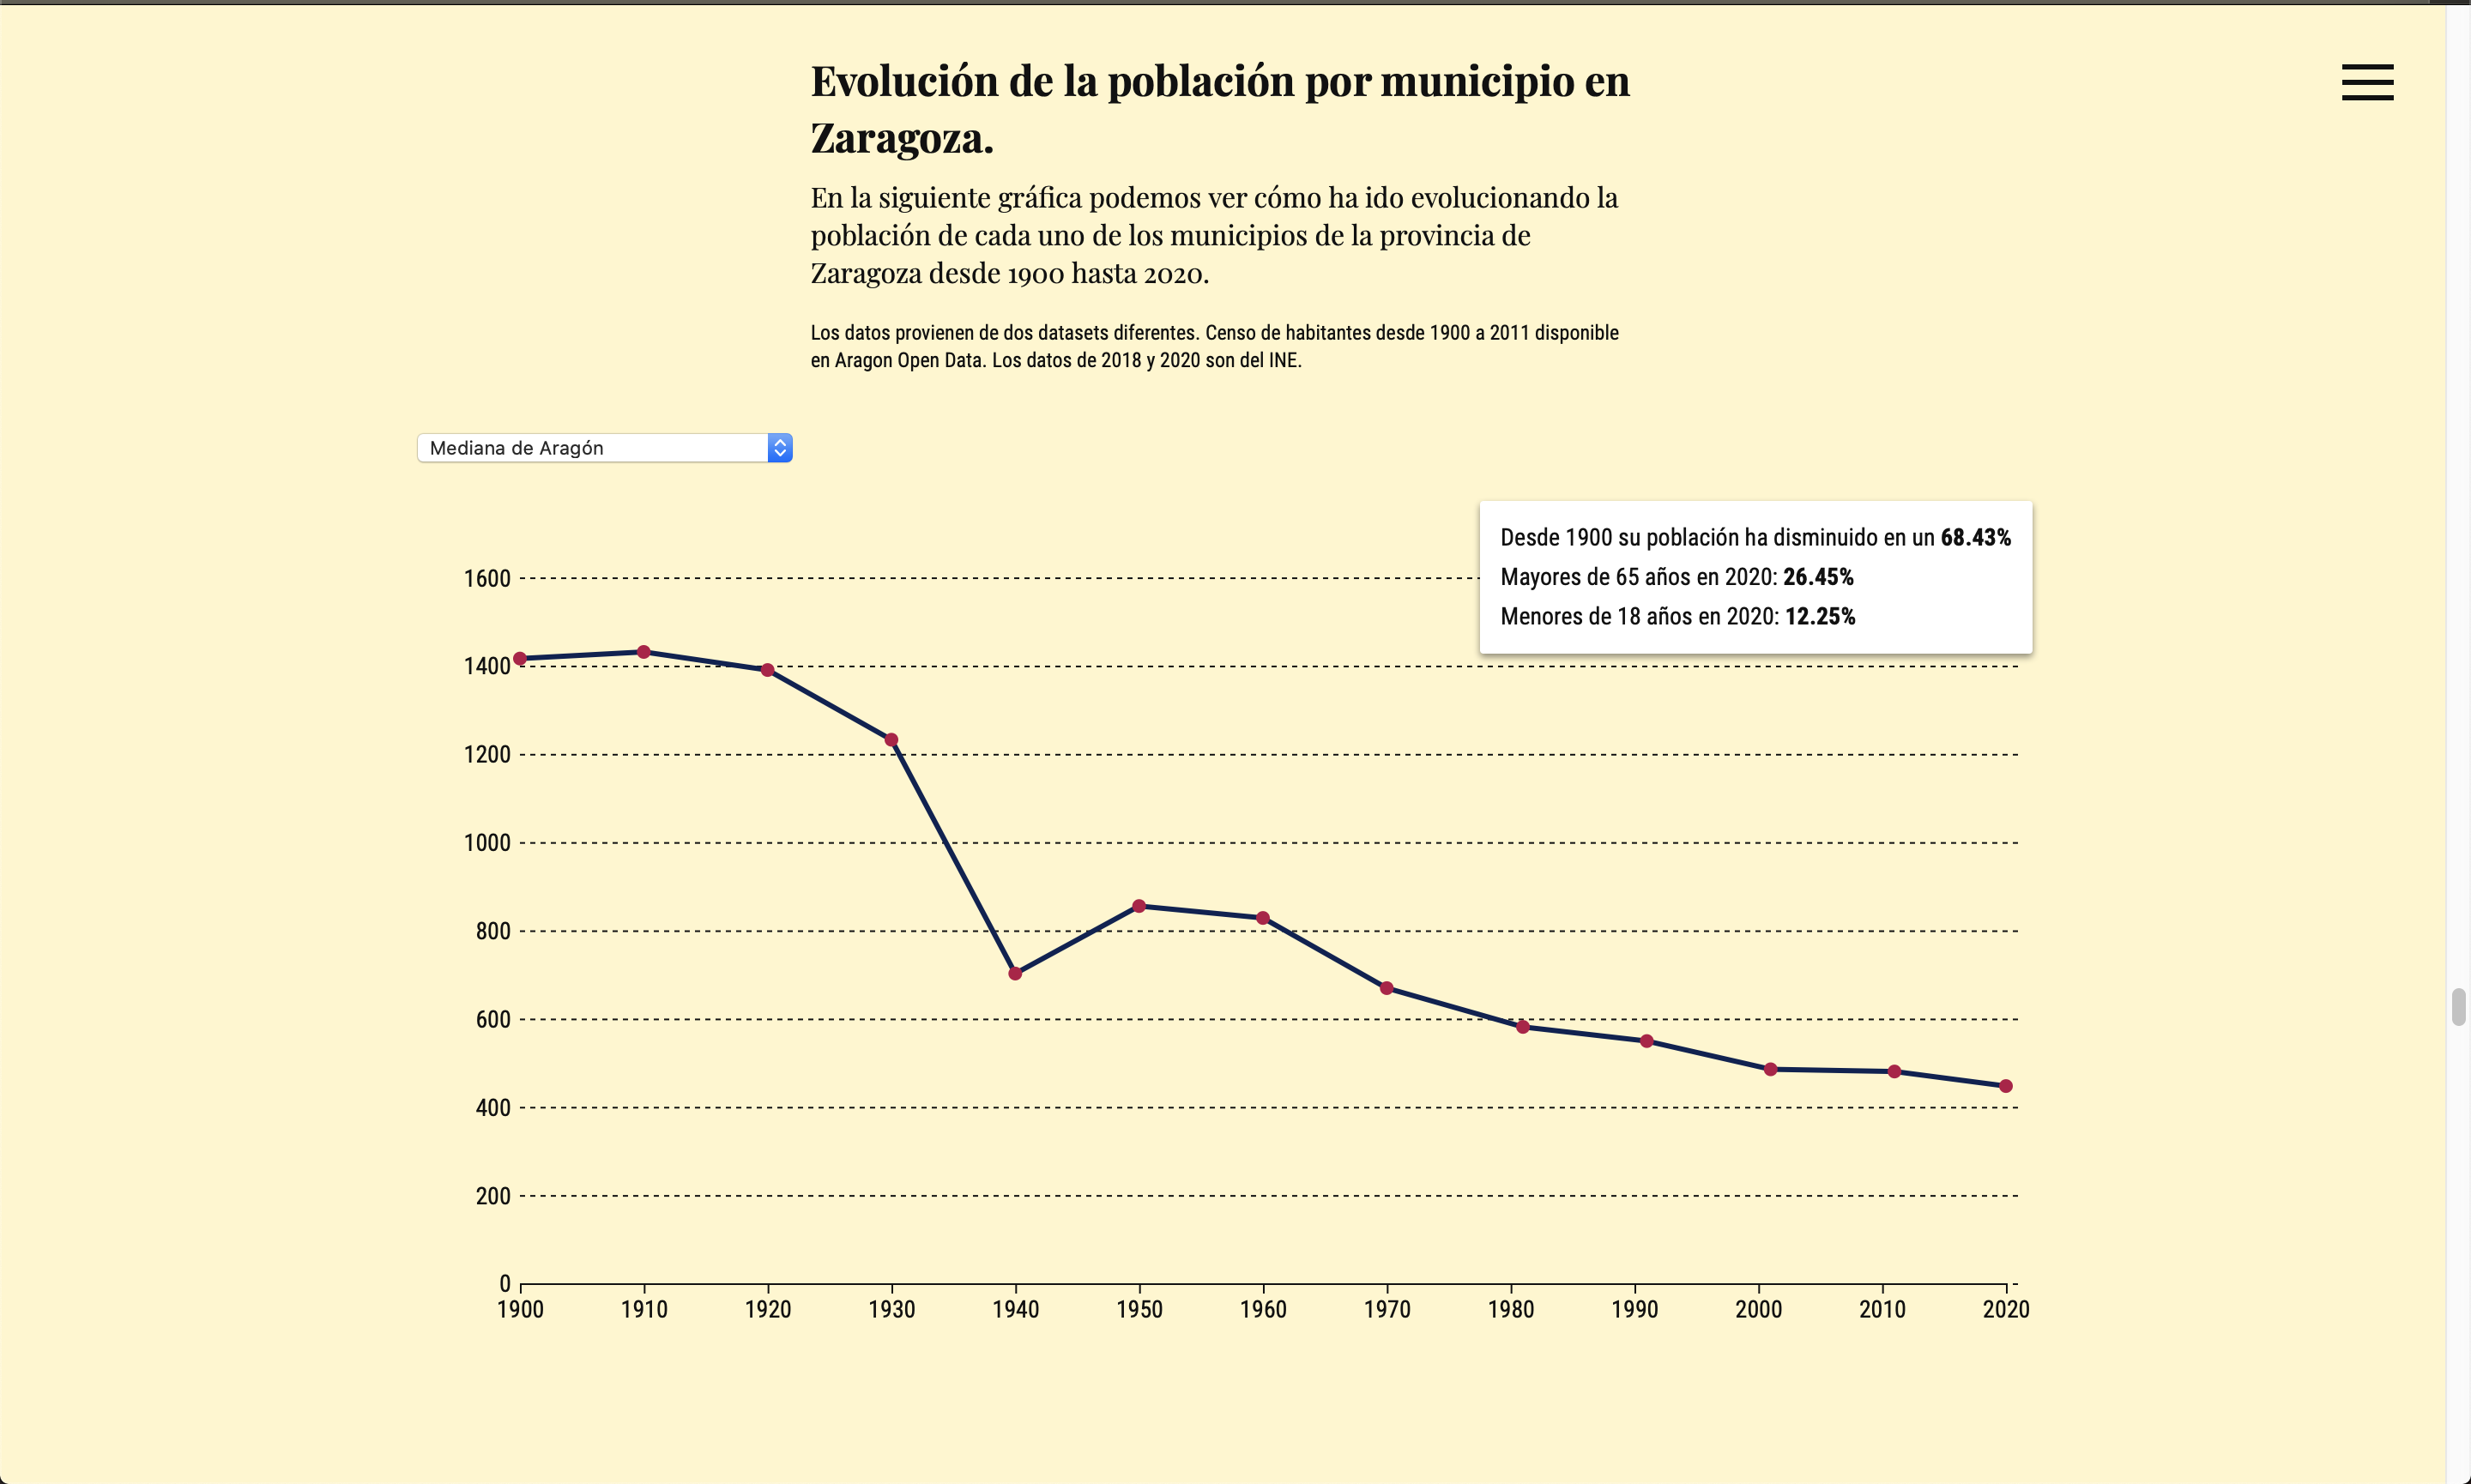 Evolución de la población por municipio en
Zaragoza.
En la siguiente gráfica podemos ver cómo ha ido evolucionando la
población de cada uno de los municipios de la provincia de
Zaragoza desde 1900 hasta 2020.
Los datos provienen de dos datasets diferentes. Censo de habitantes desde 1900 a 2011 disponible
en Aragon Open Data. Los datos de 2018 y 2020 son del INE.
Mediana de Aragón
Desde 1900 su población ha disminuido en un 68.43%
Mayores de 65 años en 2020: 26.45%
Menores de 18 años en 2020: 12.25%
1600
1400
1200
1000
800
600
400
200
0
1900 1910 1920 1930 1940 1950 1960 1970 1980 1990 2000 2010 2020